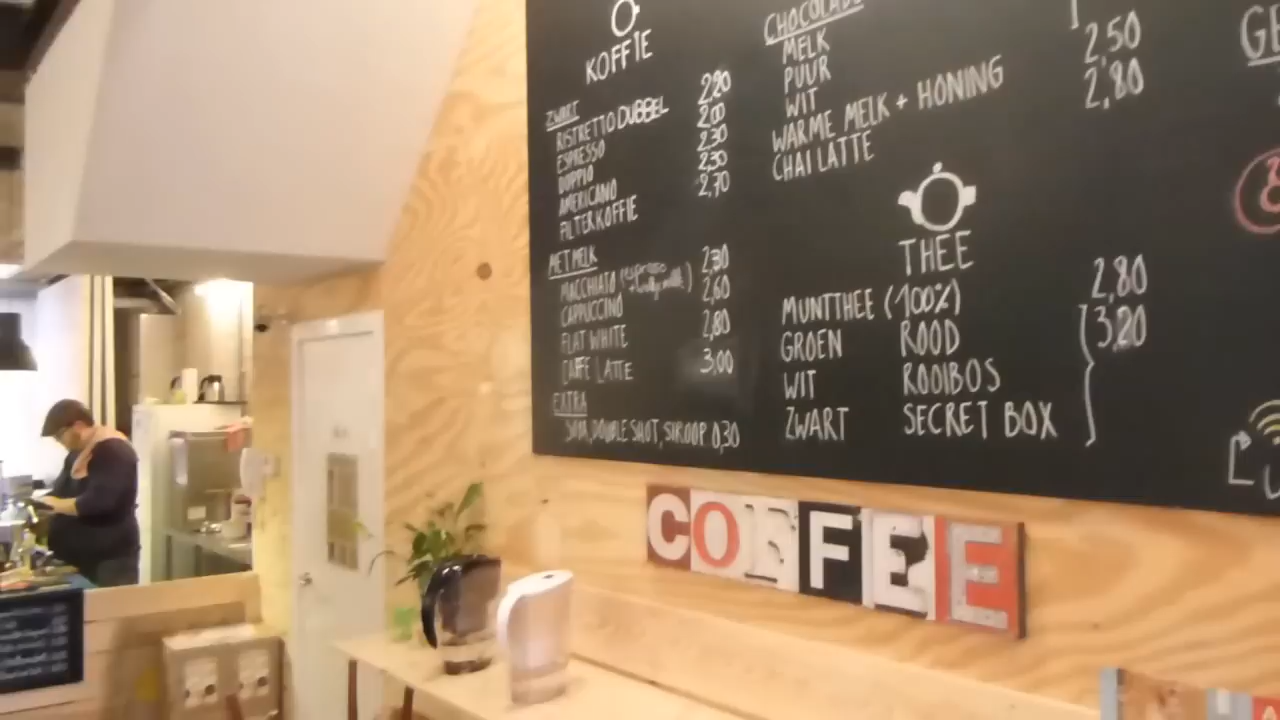 KOFFIE
ZWART
RISTRETTO DUBBEL 2,20
ESPRESSO 2,00
DOPPIO 2,30
AMERICANO 2,30
FILTERKOFFIE 2,70
MET MELK
MACCHIATO (espresso 2,30
CAPPUCCINO 2,60
FLAT WHITE 2,80
CAFFE LATTE 3,00
EXTRA
SOYA, DOUBLE SHOT, SIROOP 0,30
CHOCOLADE
MELK
PUUR
WIT
WARME MELK + HONING 2,50
CHAI LATTE 2,80
THEE
MUNTTHEE (100%) 2,80
GROEN ROOD 3,20
WIT ROOIBOS
ZWART SECRET BOX
GE
COFFEE